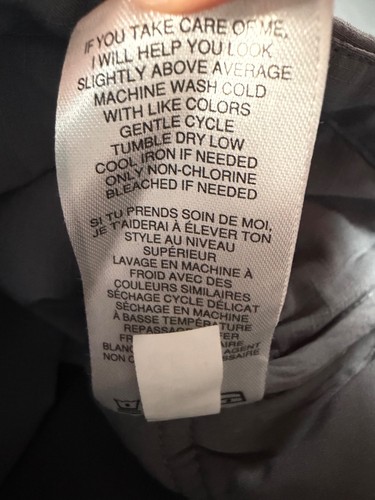 IF YOU TAKE CARE OF ME,
I WILL HELP YOU LOOK
SLIGHTLY ABOVE AVERAGE
MACHINE WASH COLD
WITH LIKE COLORS
GENTLE CYCLE
TUMBLE DRY LOW
COOL IRON IF NEEDED
ONLY NON-CHLORINE
BLEACHED IF NEEDED
SI TU PRENDS SOIN DE MOI,
JE T'AIDERAI À ÉLEVER TON
STYLE AU NIVEAU
SUPÉRIEUR
LAVAGE EN MACHINE À
FROID AVEC DES
COULEURS SIMILAIRES
SÉCHAGE CYCLE DÉLICAT
SÉCHAGE EN MACHINE
À BASSE TEMPÉRATURE
AGENT